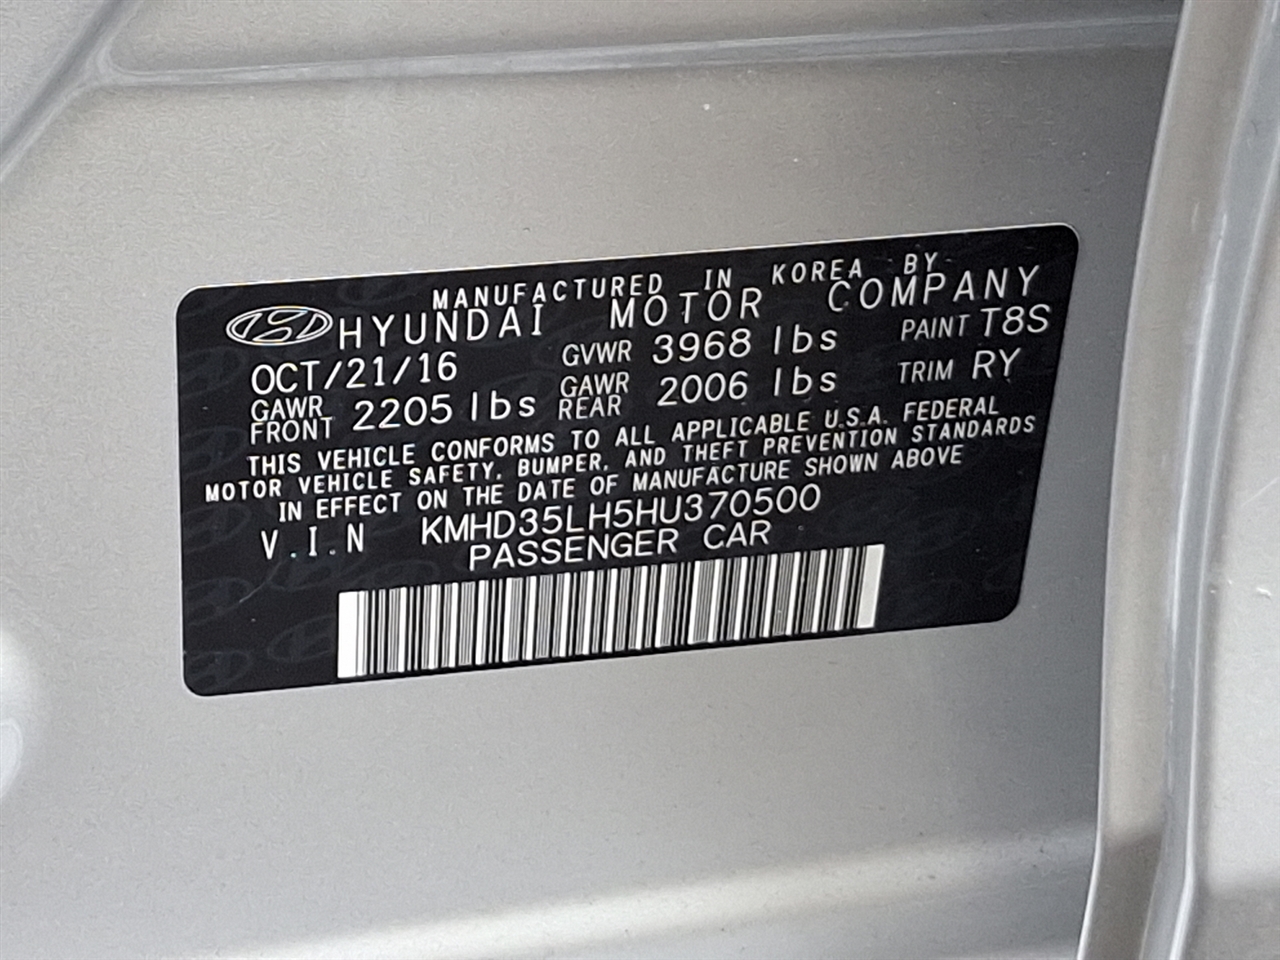 MANUFACTURED IN KOREA BY
HYUNDAI MOTOR COMPANY
OCT/21/16 GVWR 3968 lbs PAINT T8S
GAWR FRONT 2205 lbs GAWR REAR 2006 lbs TRIM RY
THIS VEHICLE CONFORMS TO ALL APPLICABLE U.S.A. FEDERAL
MOTOR VEHICLE SAFETY, BUMPER, AND THEFT PREVENTION STANDARDS
IN EFFECT ON THE DATE OF MANUFACTURE SHOWN ABOVE
V.I.N KMHD35LH5HU370500
PASSENGER CAR